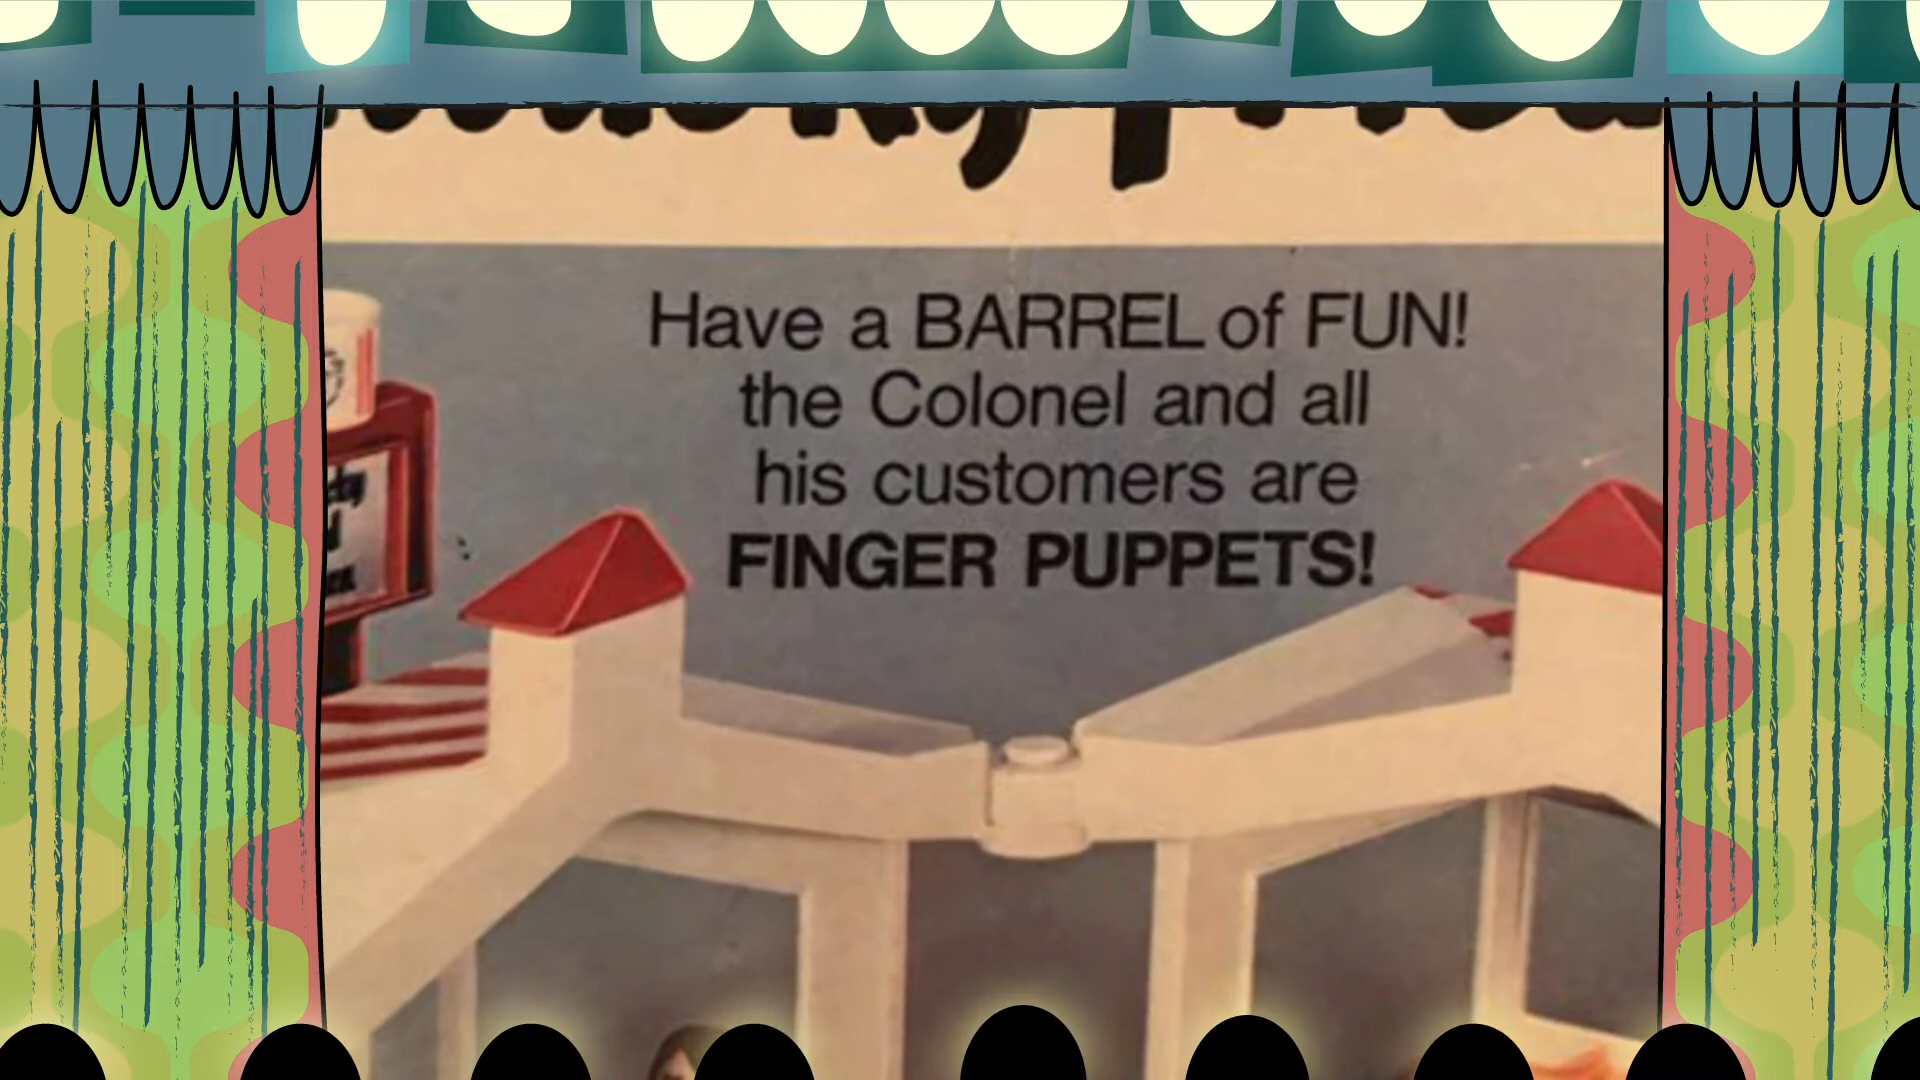 Have a BARREL of FUN!
the Colonel and all
his customers are
FINGER PUPPETS!